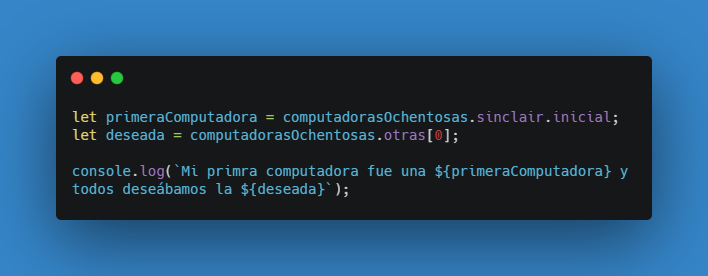 let primeraComputadora = computadorasOchentosas.sinclair.inicial;
let deseada = computadorasOchentosas.otras[0];
console.log(`Mi primra computadora fue una ${primeraComputadora} y
todos deseábamos la ${deseada}`);